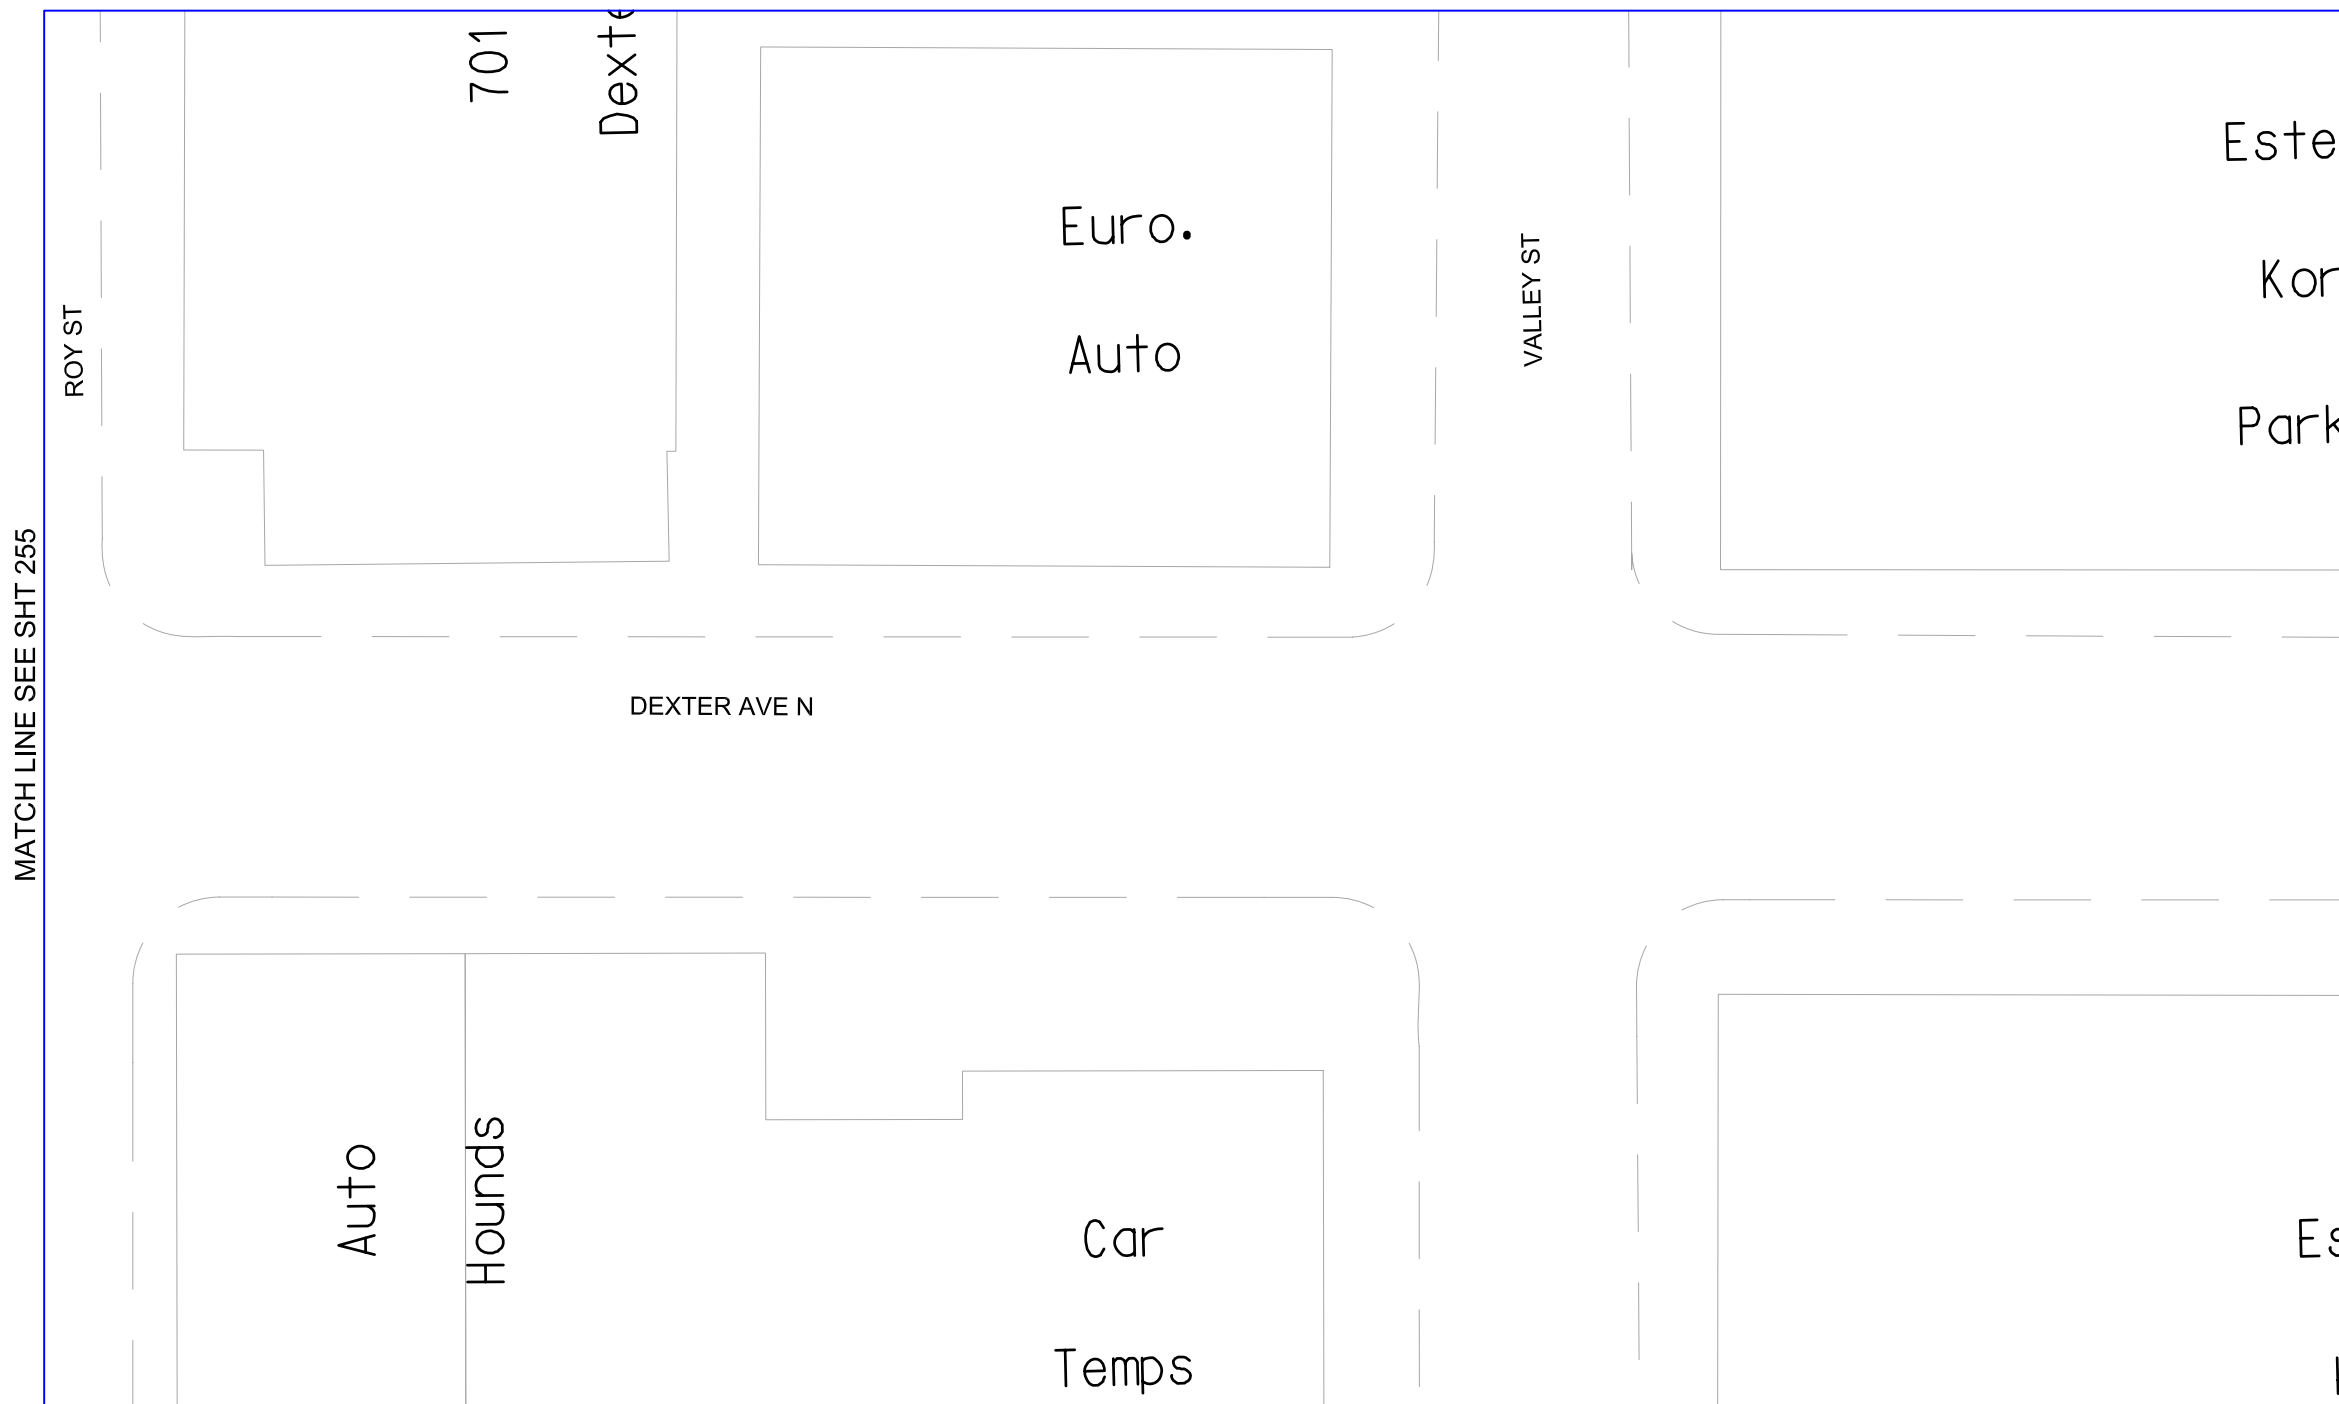 701
Euro.
Auto
ROY ST
VALLEY ST
MATCH LINE SEE SHT 255
DEXTER AVE N
Auto
Hounds
Car
Temps